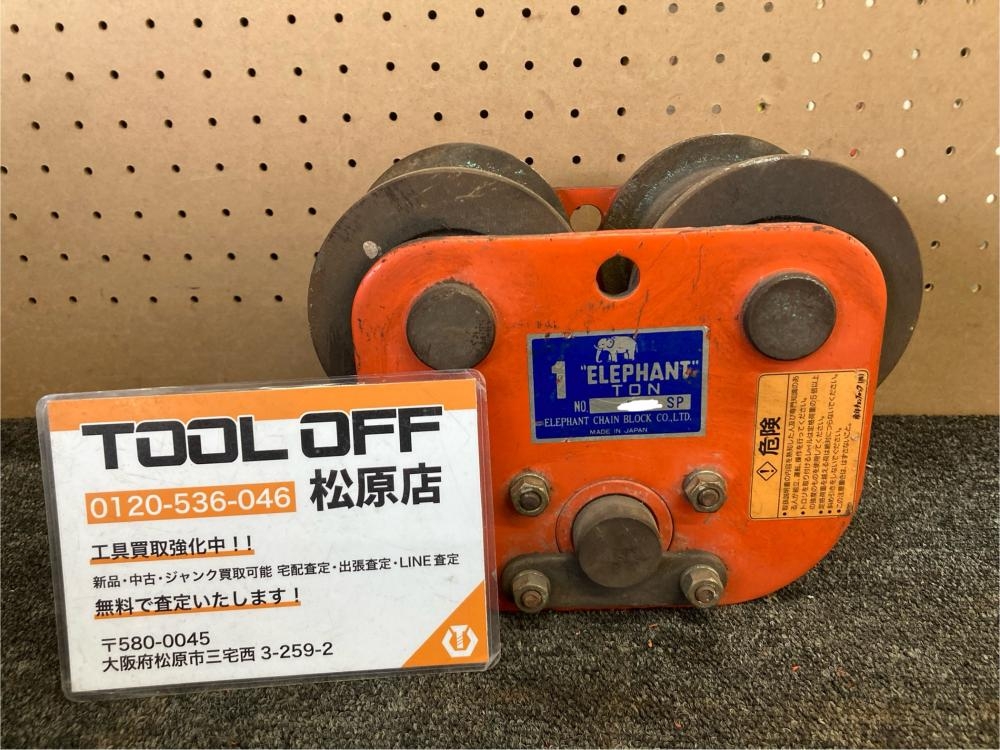 TOOL OFF
0120-536-046 松原店
工具買取強化中!!
新品・中古・ジャンク買取可能 宅配査定・出張査定・LINE査定
無料で査定いたします!
〒580-0045
大阪府松原市三宅西 3-259-2
1 "ELEPHANT"
TON
NO. SP
ELEPHANT CHAIN BLOCK CO.,LTD.
MADE IN JAPAN
危険